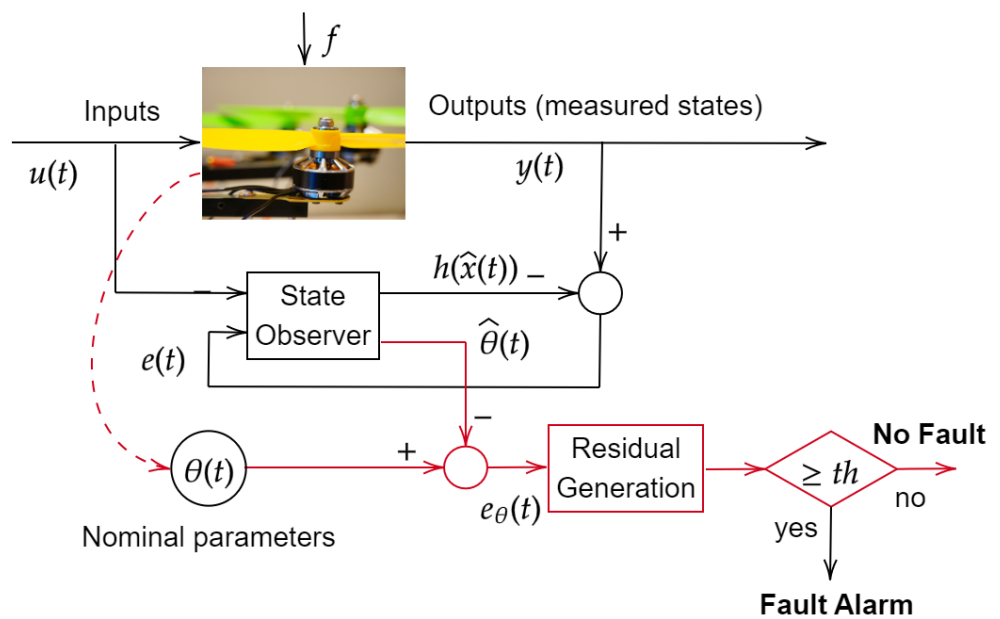 f
Inputs
Outputs (measured states)
u(t)
y(t)
+
h(x̂(t)) −
−
State
Observer
θ̂(t)
e(t)
−
+
θ(t)
Residual
Generation
e_θ(t)
≥ th
No Fault
no
yes
Nominal parameters
Fault Alarm